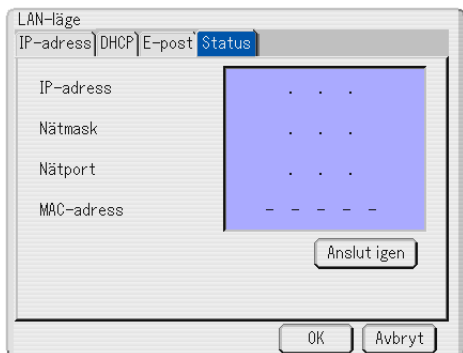 LAN-läge
IP-adress DHCP E-post Status
IP-adress . . .
Nätmask . . .
Nätport . . .
MAC-adress – – – – –
Anslut igen
OK Avbryt